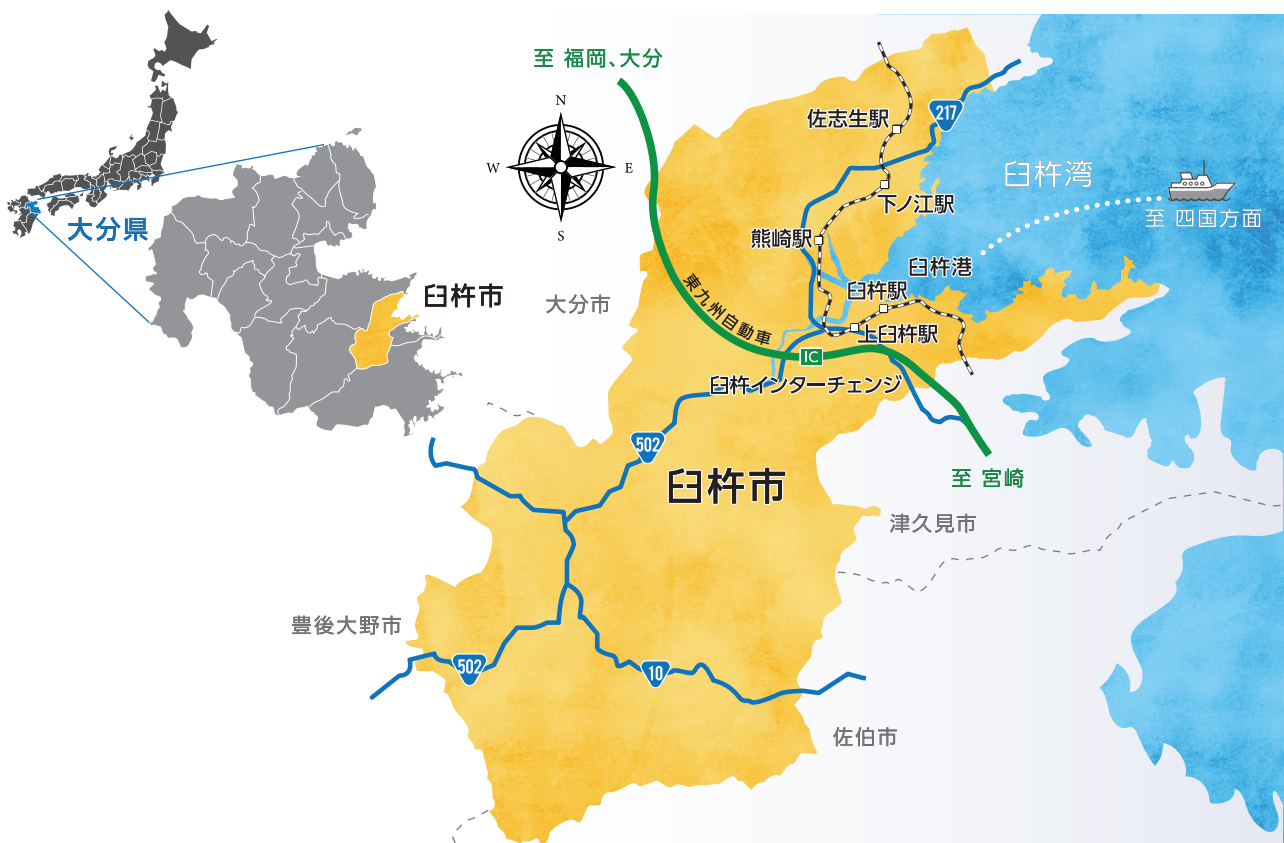 至 福岡、大分
N
W
E
S
217
佐志生駅
臼杵湾
下ノ江駅
至 四国方面
大分県
熊崎駅
臼杵港
臼杵市
大分市
臼杵駅
東九州自動車
上臼杵駅
IC
臼杵インターチェンジ
502
臼杵市
至 宮崎
津久見市
豊後大野市
502
10
佐伯市